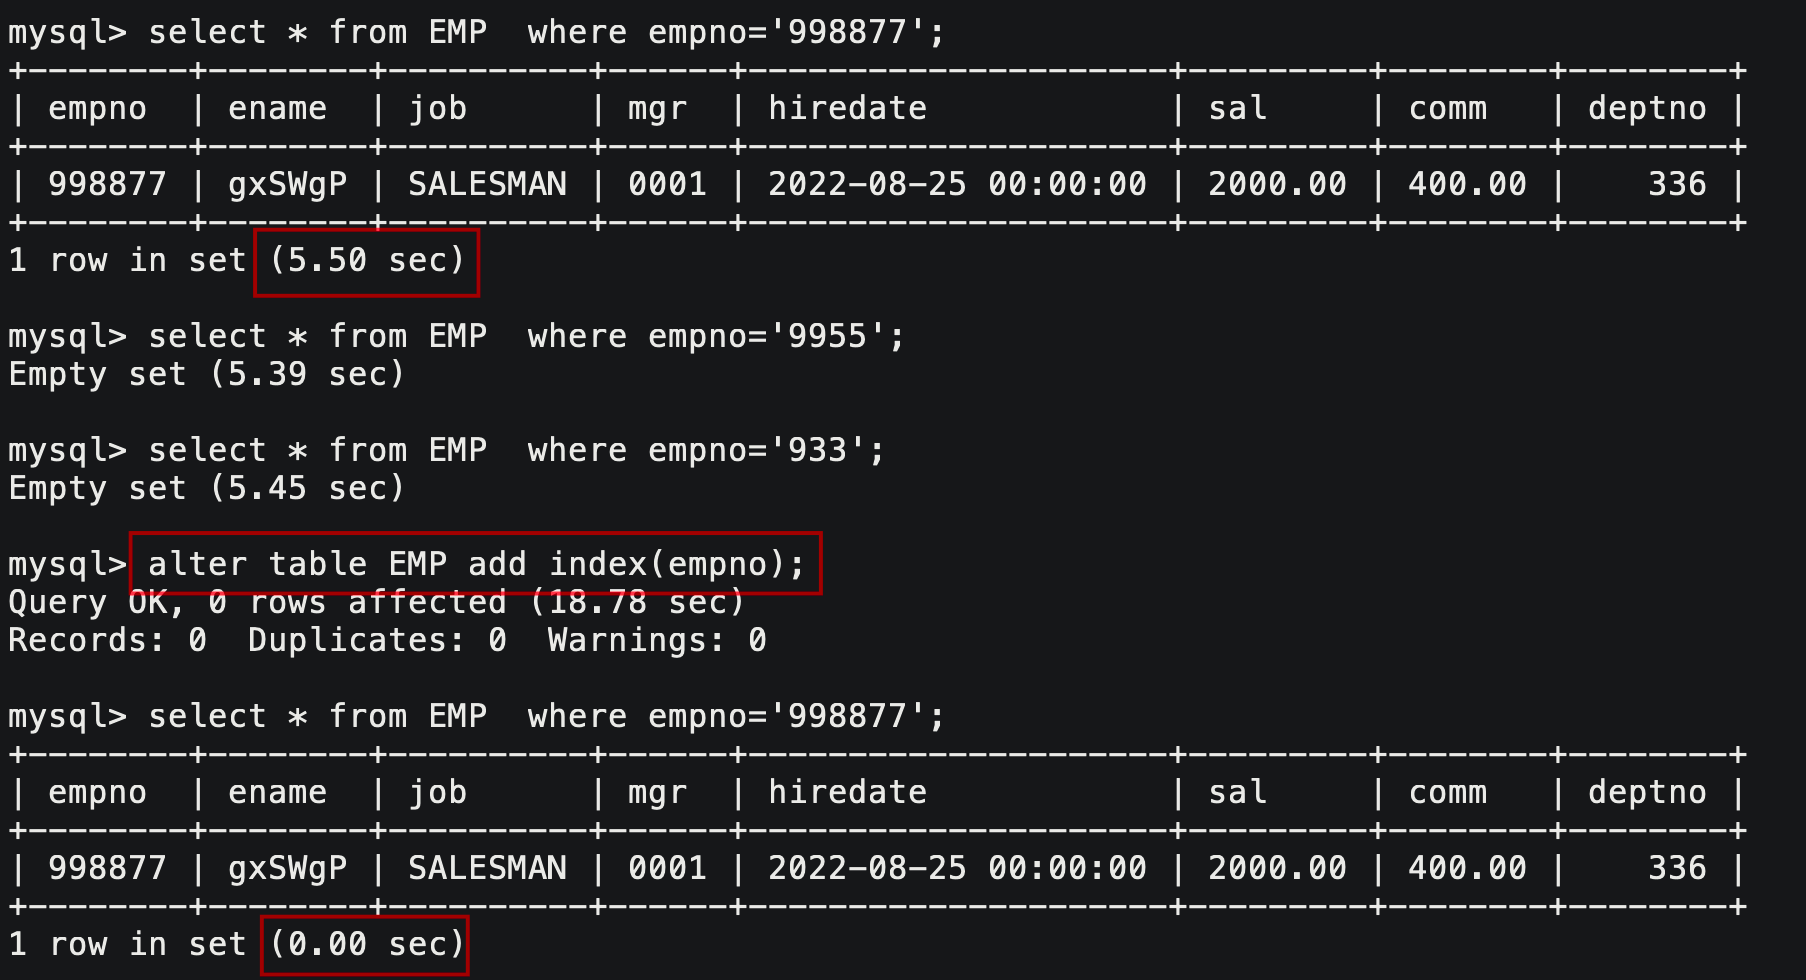 mysql> select * from EMP  where empno='998877';
+--------+--------+----------+------+---------------------+---------+--------+--------+
| empno  | ename  | job      | mgr  | hiredate            | sal     | comm   | deptno |
+--------+--------+----------+------+---------------------+---------+--------+--------+
| 998877 | gxSWgP | SALESMAN | 0001 | 2022-08-25 00:00:00 | 2000.00 | 400.00 |    336 |
+--------+--------+----------+------+---------------------+---------+--------+--------+
1 row in set (5.50 sec)
mysql> select * from EMP  where empno='9955';
Empty set (5.39 sec)
mysql> select * from EMP  where empno='933';
Empty set (5.45 sec)
mysql> alter table EMP add index(empno);
Query OK, 0 rows affected (18.78 sec)
Records: 0  Duplicates: 0  Warnings: 0
mysql> select * from EMP  where empno='998877';
+--------+--------+----------+------+---------------------+---------+--------+--------+
| empno  | ename  | job      | mgr  | hiredate            | sal     | comm   | deptno |
+--------+--------+----------+------+---------------------+---------+--------+--------+
| 998877 | gxSWgP | SALESMAN | 0001 | 2022-08-25 00:00:00 | 2000.00 | 400.00 |    336 |
+--------+--------+----------+------+---------------------+---------+--------+--------+
1 row in set (0.00 sec)